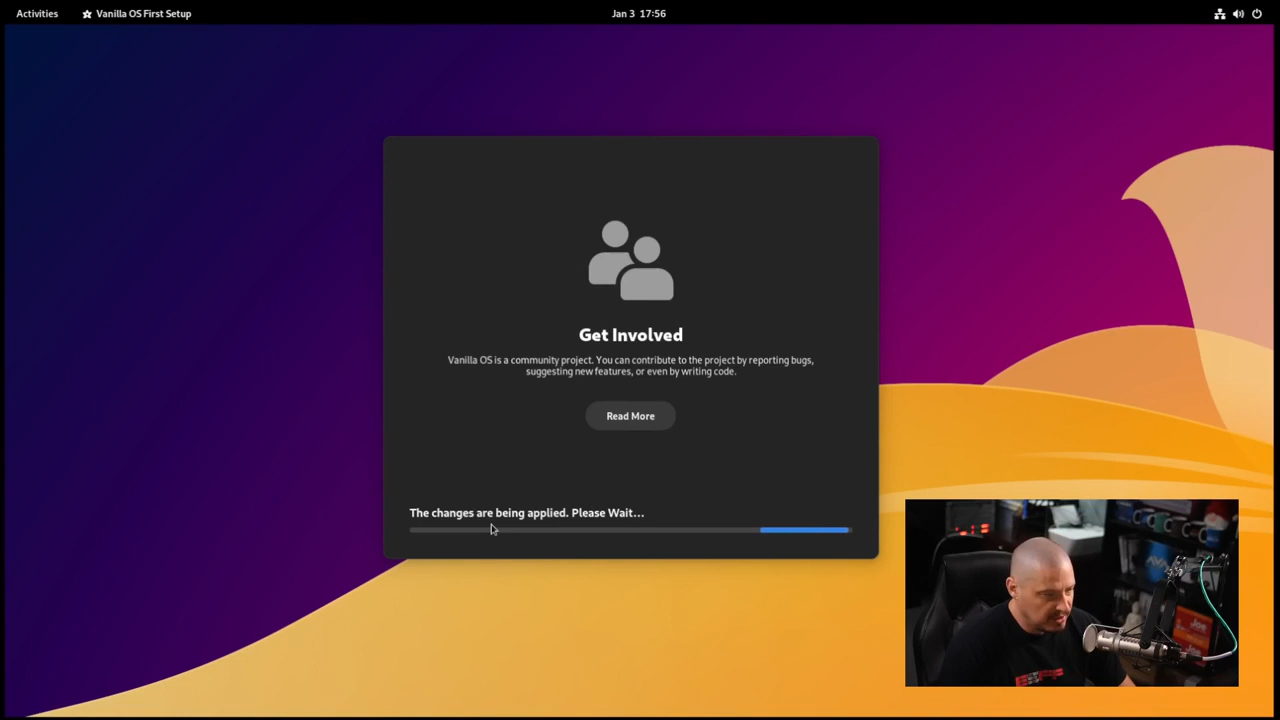 Activities
Vanilla OS First Setup
Jan 3 17:56
Get Involved
Vanilla OS is a community project. You can contribute to the project by reporting bugs,
suggesting new features, or even by writing code.
Read More
The changes are being applied. Please Wait...
Joe